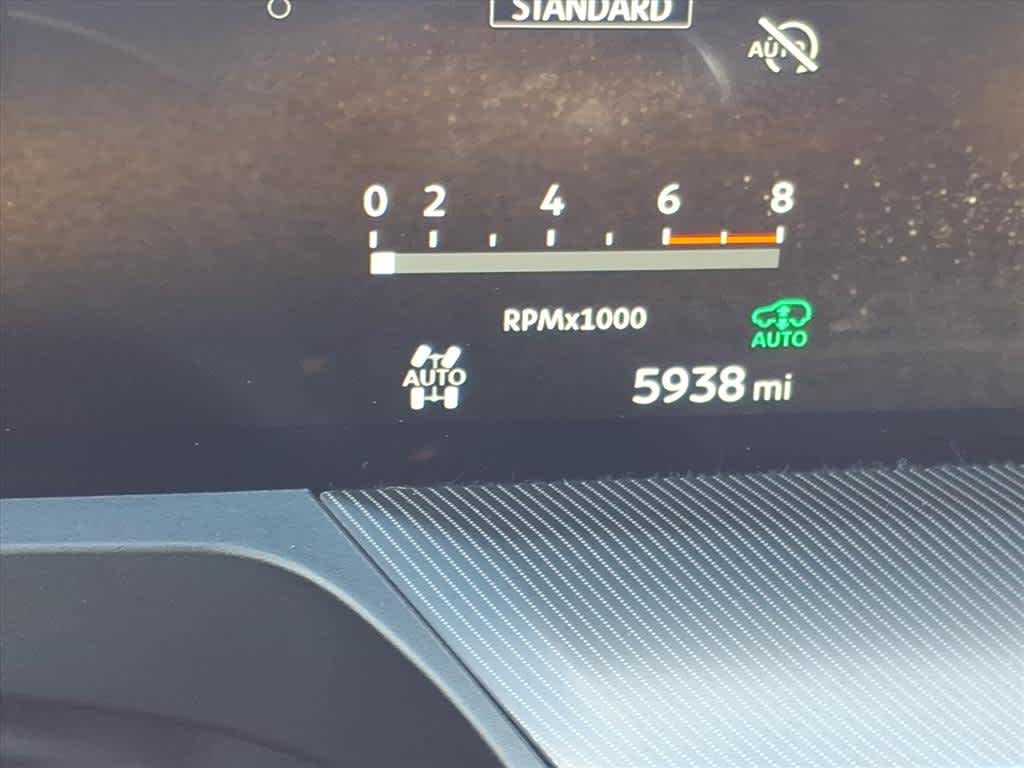 STANDARD
AUTO
0 2 4 6 8
RPMx1000
AUTO
AUTO
5938 mi